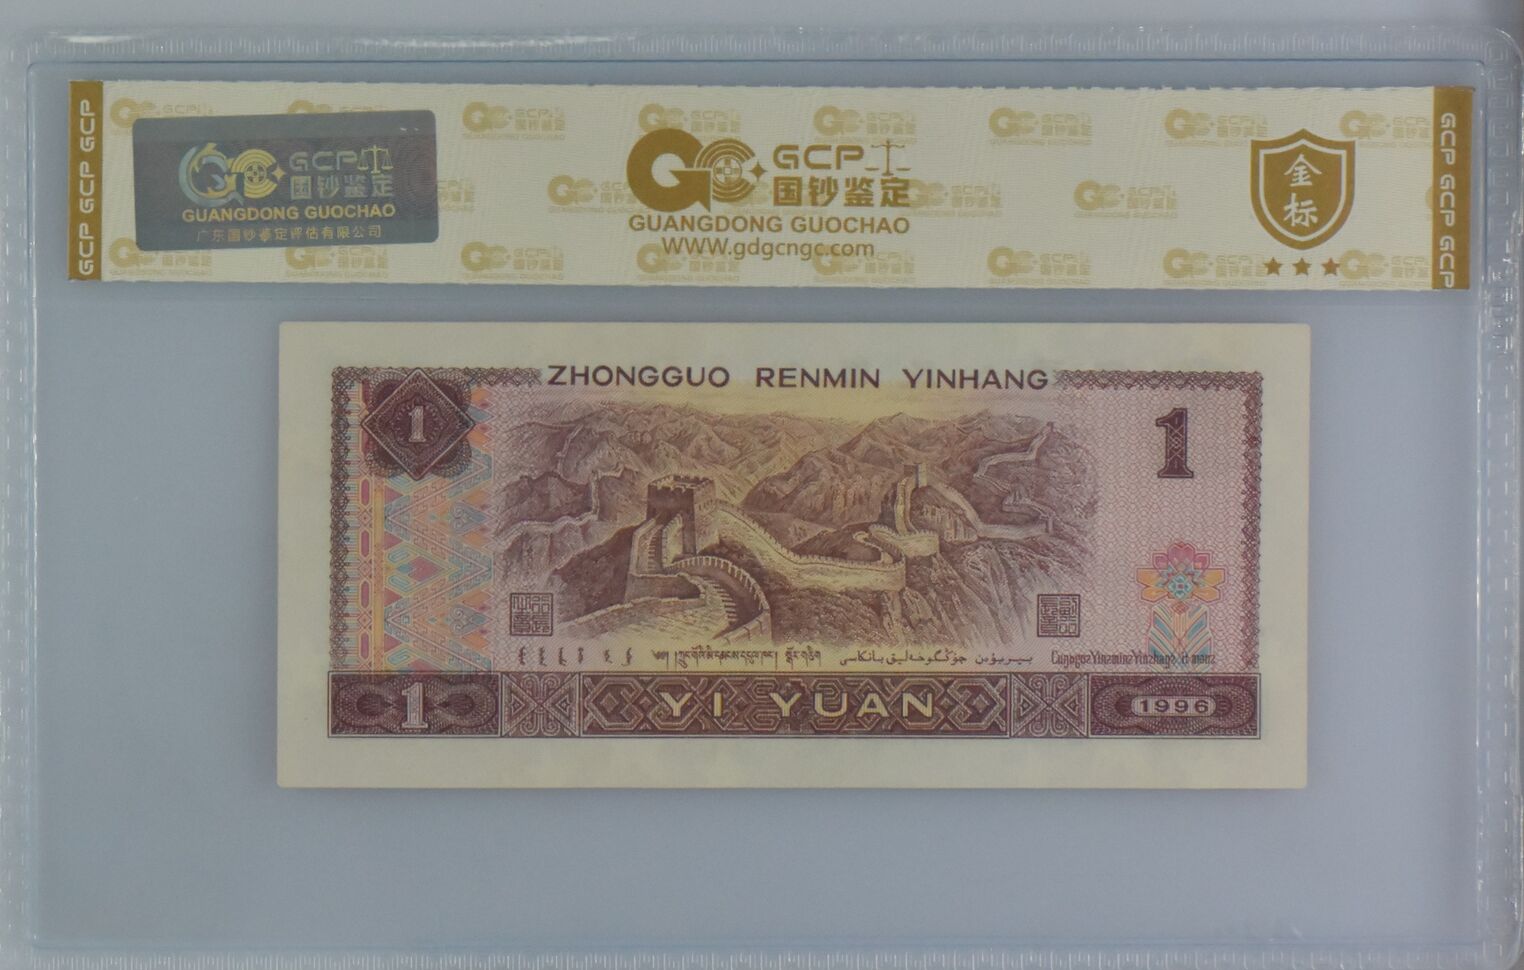 GCP GCP GCP
GCP
国钞鉴定
GUANGDONG GUOCHAO
广东国钞鉴定评估有限公司
GCP
国钞鉴定
GUANGDONG GUOCHAO
WWW.gdgcngc.com
金标
GCP GCP GCP
ZHONGGUO RENMIN YINHANG
1
1
1
YI YUAN
1996